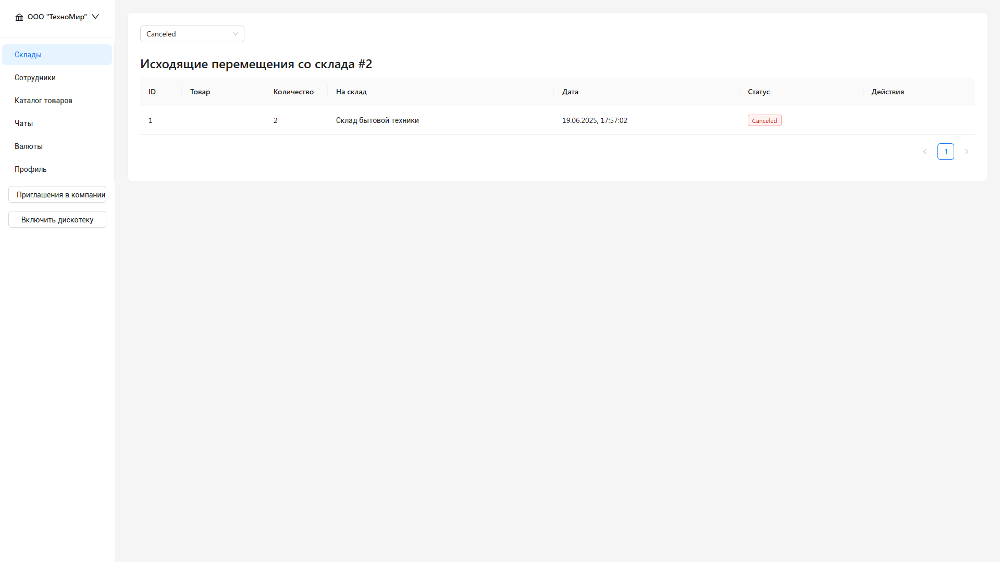 ООО "ТехноМир"
Склады
Сотрудники
Каталог товаров
Чаты
Валюты
Профиль
Приглашения в компании
Включить дискотеку
Canceled
Исходящие перемещения со склада #2
ID Товар Количество На склад Дата Статус Действия
1 2 Склад бытовой техники 19.06.2025, 17:57:02 Canceled
< 1 >